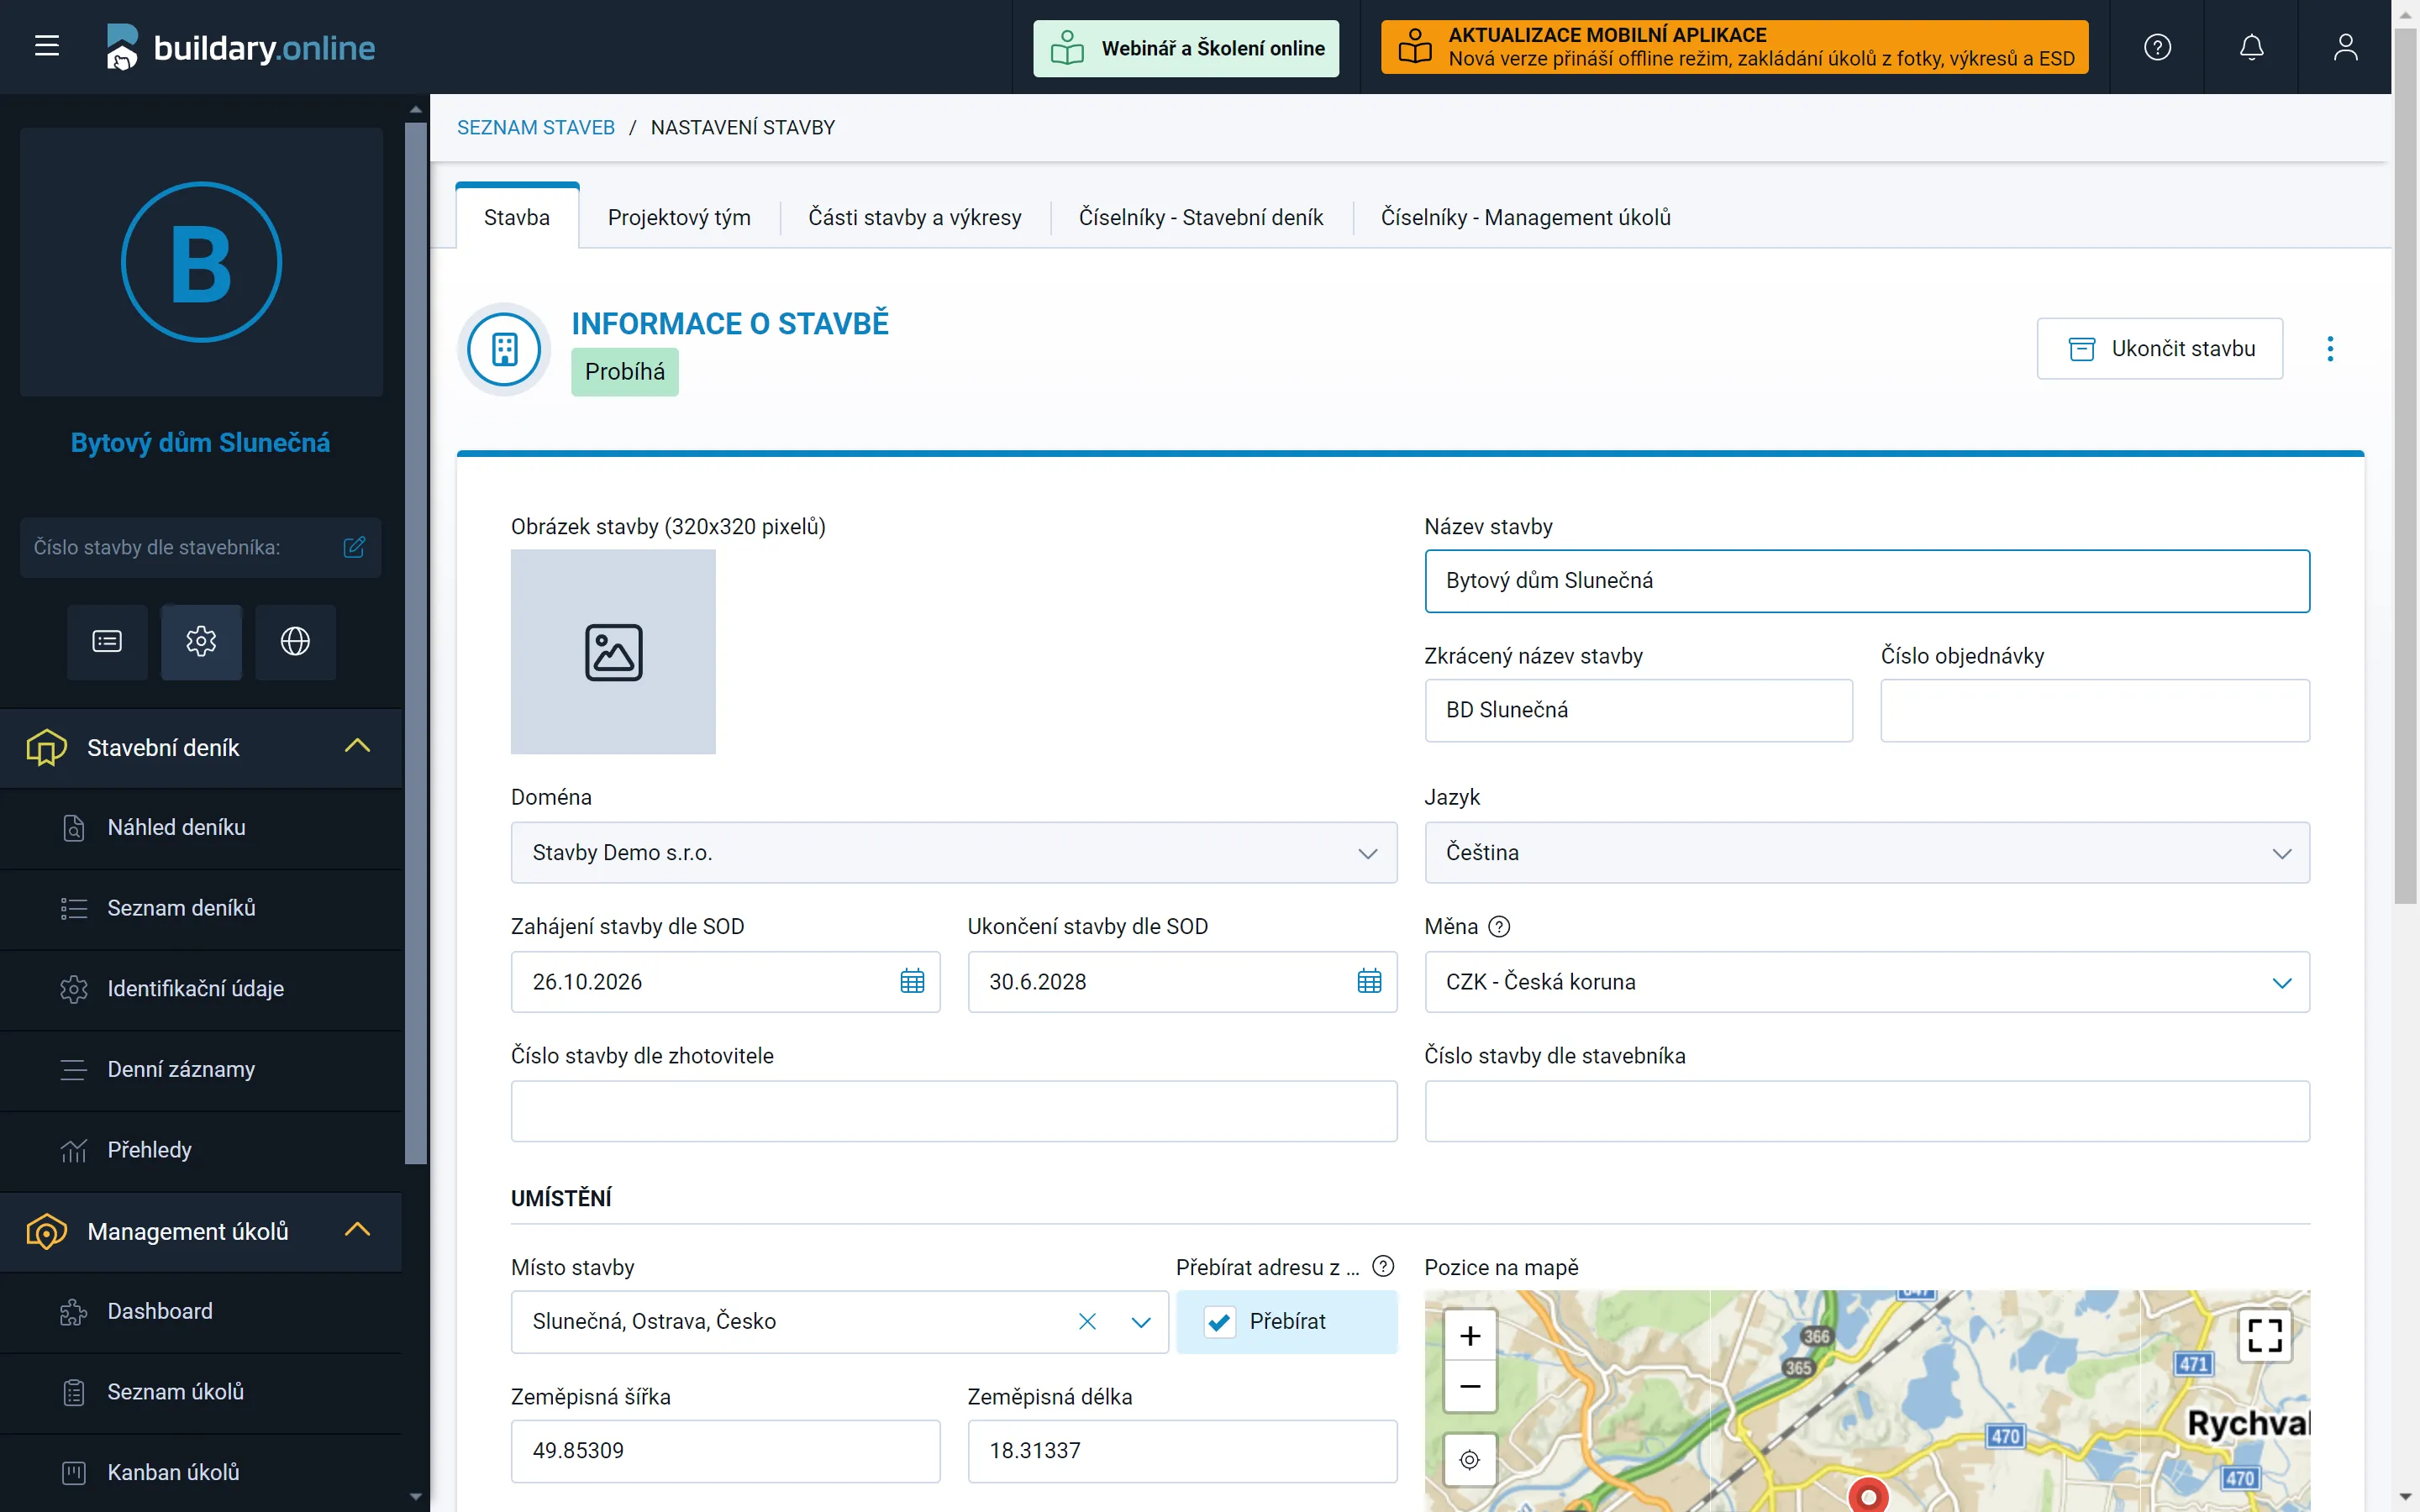 buildary.online
Webinář a Školení online
AKTUALIZACE MOBILNÍ APLIKACE
Nová verze přináší offline režim, zakládání úkolů z fotky, výkresů a ESD
B
Bytový dům Slunečná
Číslo stavby dle stavebníka:
Stavební deník
Náhled deníku
Seznam deníků
Identifikační údaje
Denní záznamy
Přehledy
Management úkolů
Dashboard
Seznam úkolů
Kanban úkolů
SEZNAM STAVEB / NASTAVENÍ STAVBY
Stavba
Projektový tým
Části stavby a výkresy
Číselníky - Stavební deník
Číselníky - Management úkolů
INFORMACE O STAVBĚ
Probíhá
Ukončit stavbu
Obrázek stavby (320x320 pixelů)
Název stavby
Bytový dům Slunečná
Zkrácený název stavby
Číslo objednávky
BD Slunečná
Doména
Jazyk
Stavby Demo s.r.o.
Čeština
Zahájení stavby dle SOD
Ukončení stavby dle SOD
Měna
26.10.2026
30.6.2028
CZK - Česká koruna
Číslo stavby dle zhotovitele
Číslo stavby dle stavebníka
UMÍSTĚNÍ
Místo stavby
Přebírat adresu z ...
Pozice na mapě
Slunečná, Ostrava, Česko
Přebírat
Zeměpisná šířka
Zeměpisná délka
49.85309
18.31337
647
366
365
471
470
Rychval
470